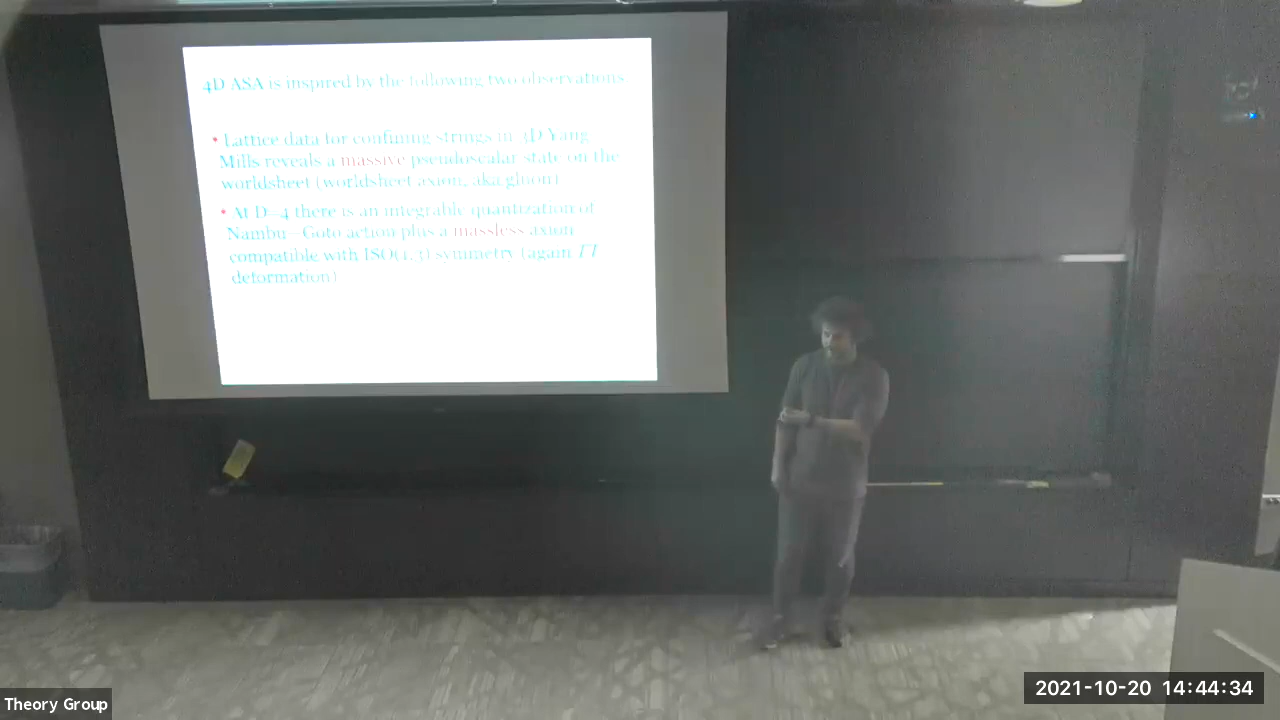 4D ASA is inspired by the following two observations:
• Lattice data for confining strings in 3D Yang
Mills reveals a massive pseudoscalar state on the
worldsheet (worldsheet axion, aka gluon)
• At D=4 there is an integrable quantization of
Nambu–Goto action plus a massless axion
compatible with ISO(1,3) symmetry (again TT
deformation)
Theory Group
2021-10-20 14:44:34